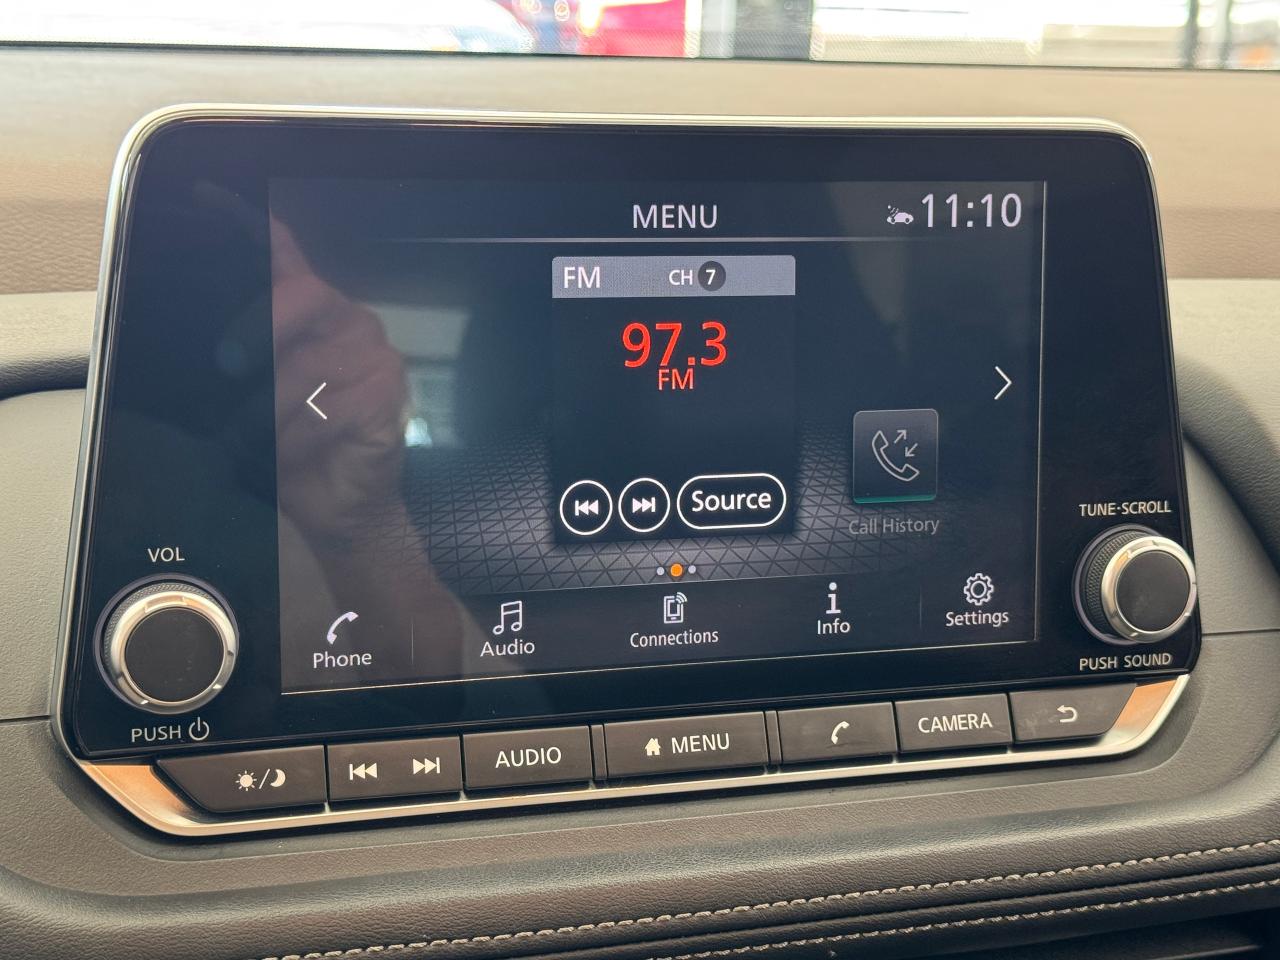 MENU
11:10
FM CH 7
97.3
FM
Source
Call History
TUNE·SCROLL
VOL
Phone
Audio
Connections
Info
Settings
PUSH
PUSH SOUND
AUDIO
MENU
CAMERA